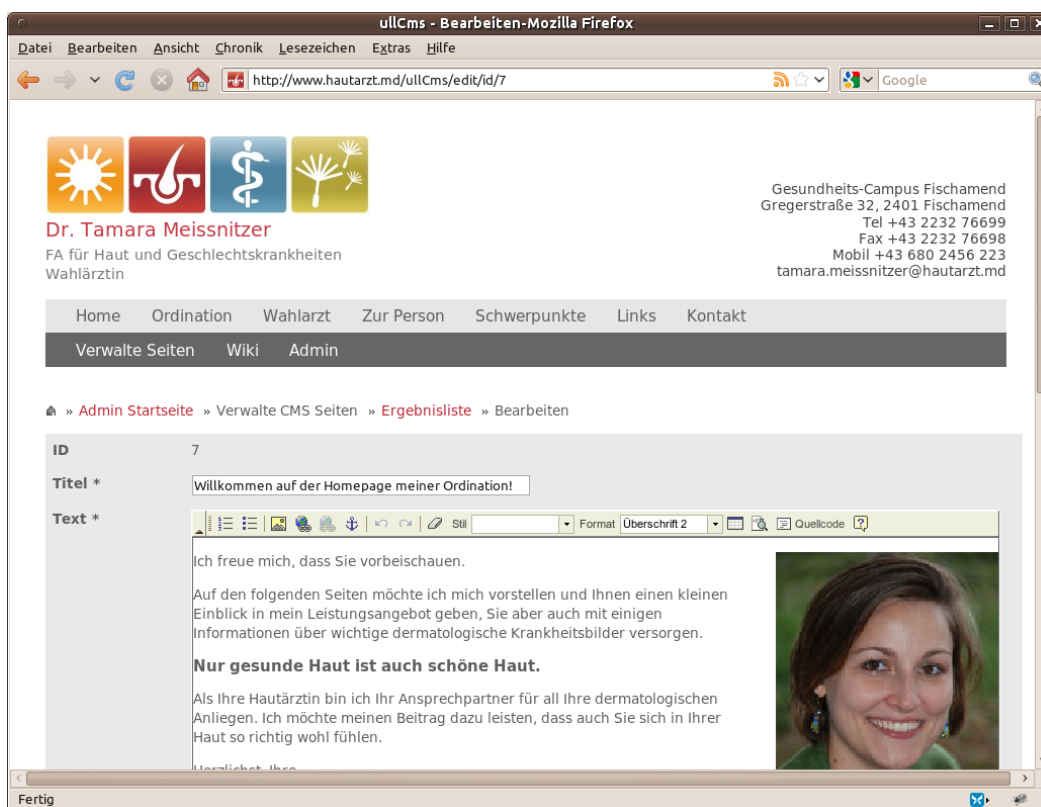 ullCms - Bearbeiten-Mozilla Firefox
Datei Bearbeiten Ansicht Chronik Lesezeichen Extras Hilfe
http://www.hautarzt.md/ullCms/edit/id/7
Google
Dr. Tamara Meissnitzer
FA für Haut und Geschlechtskrankheiten
Wahlärztin
Gesundheits-Campus Fischamend
Gregerstraße 32, 2401 Fischamend
Tel +43 2232 76699
Fax +43 2232 76698
Mobil +43 680 2456 223
tamara.meissnitzer@hautarzt.md
Home Ordination Wahlarzt Zur Person Schwerpunkte Links Kontakt
Verwalte Seiten Wiki Admin
» Admin Startseite » Verwalte CMS Seiten » Ergebnisliste » Bearbeiten
ID 7
Titel * Willkommen auf der Homepage meiner Ordination!
Text *
Stil Format Überschrift 2 Quellcode
Ich freue mich, dass Sie vorbeischauen.
Auf den folgenden Seiten möchte ich mich vorstellen und Ihnen einen kleinen
Einblick in mein Leistungsangebot geben, Sie aber auch mit einigen
Informationen über wichtige dermatologische Krankheitsbilder versorgen.
Nur gesunde Haut ist auch schöne Haut.
Als Ihre Hautärztin bin ich Ihr Ansprechpartner für all Ihre dermatologischen
Anliegen. Ich möchte meinen Beitrag dazu leisten, dass auch Sie sich in Ihrer
Haut so richtig wohl fühlen.
Herzlichst, Ihre
Fertig